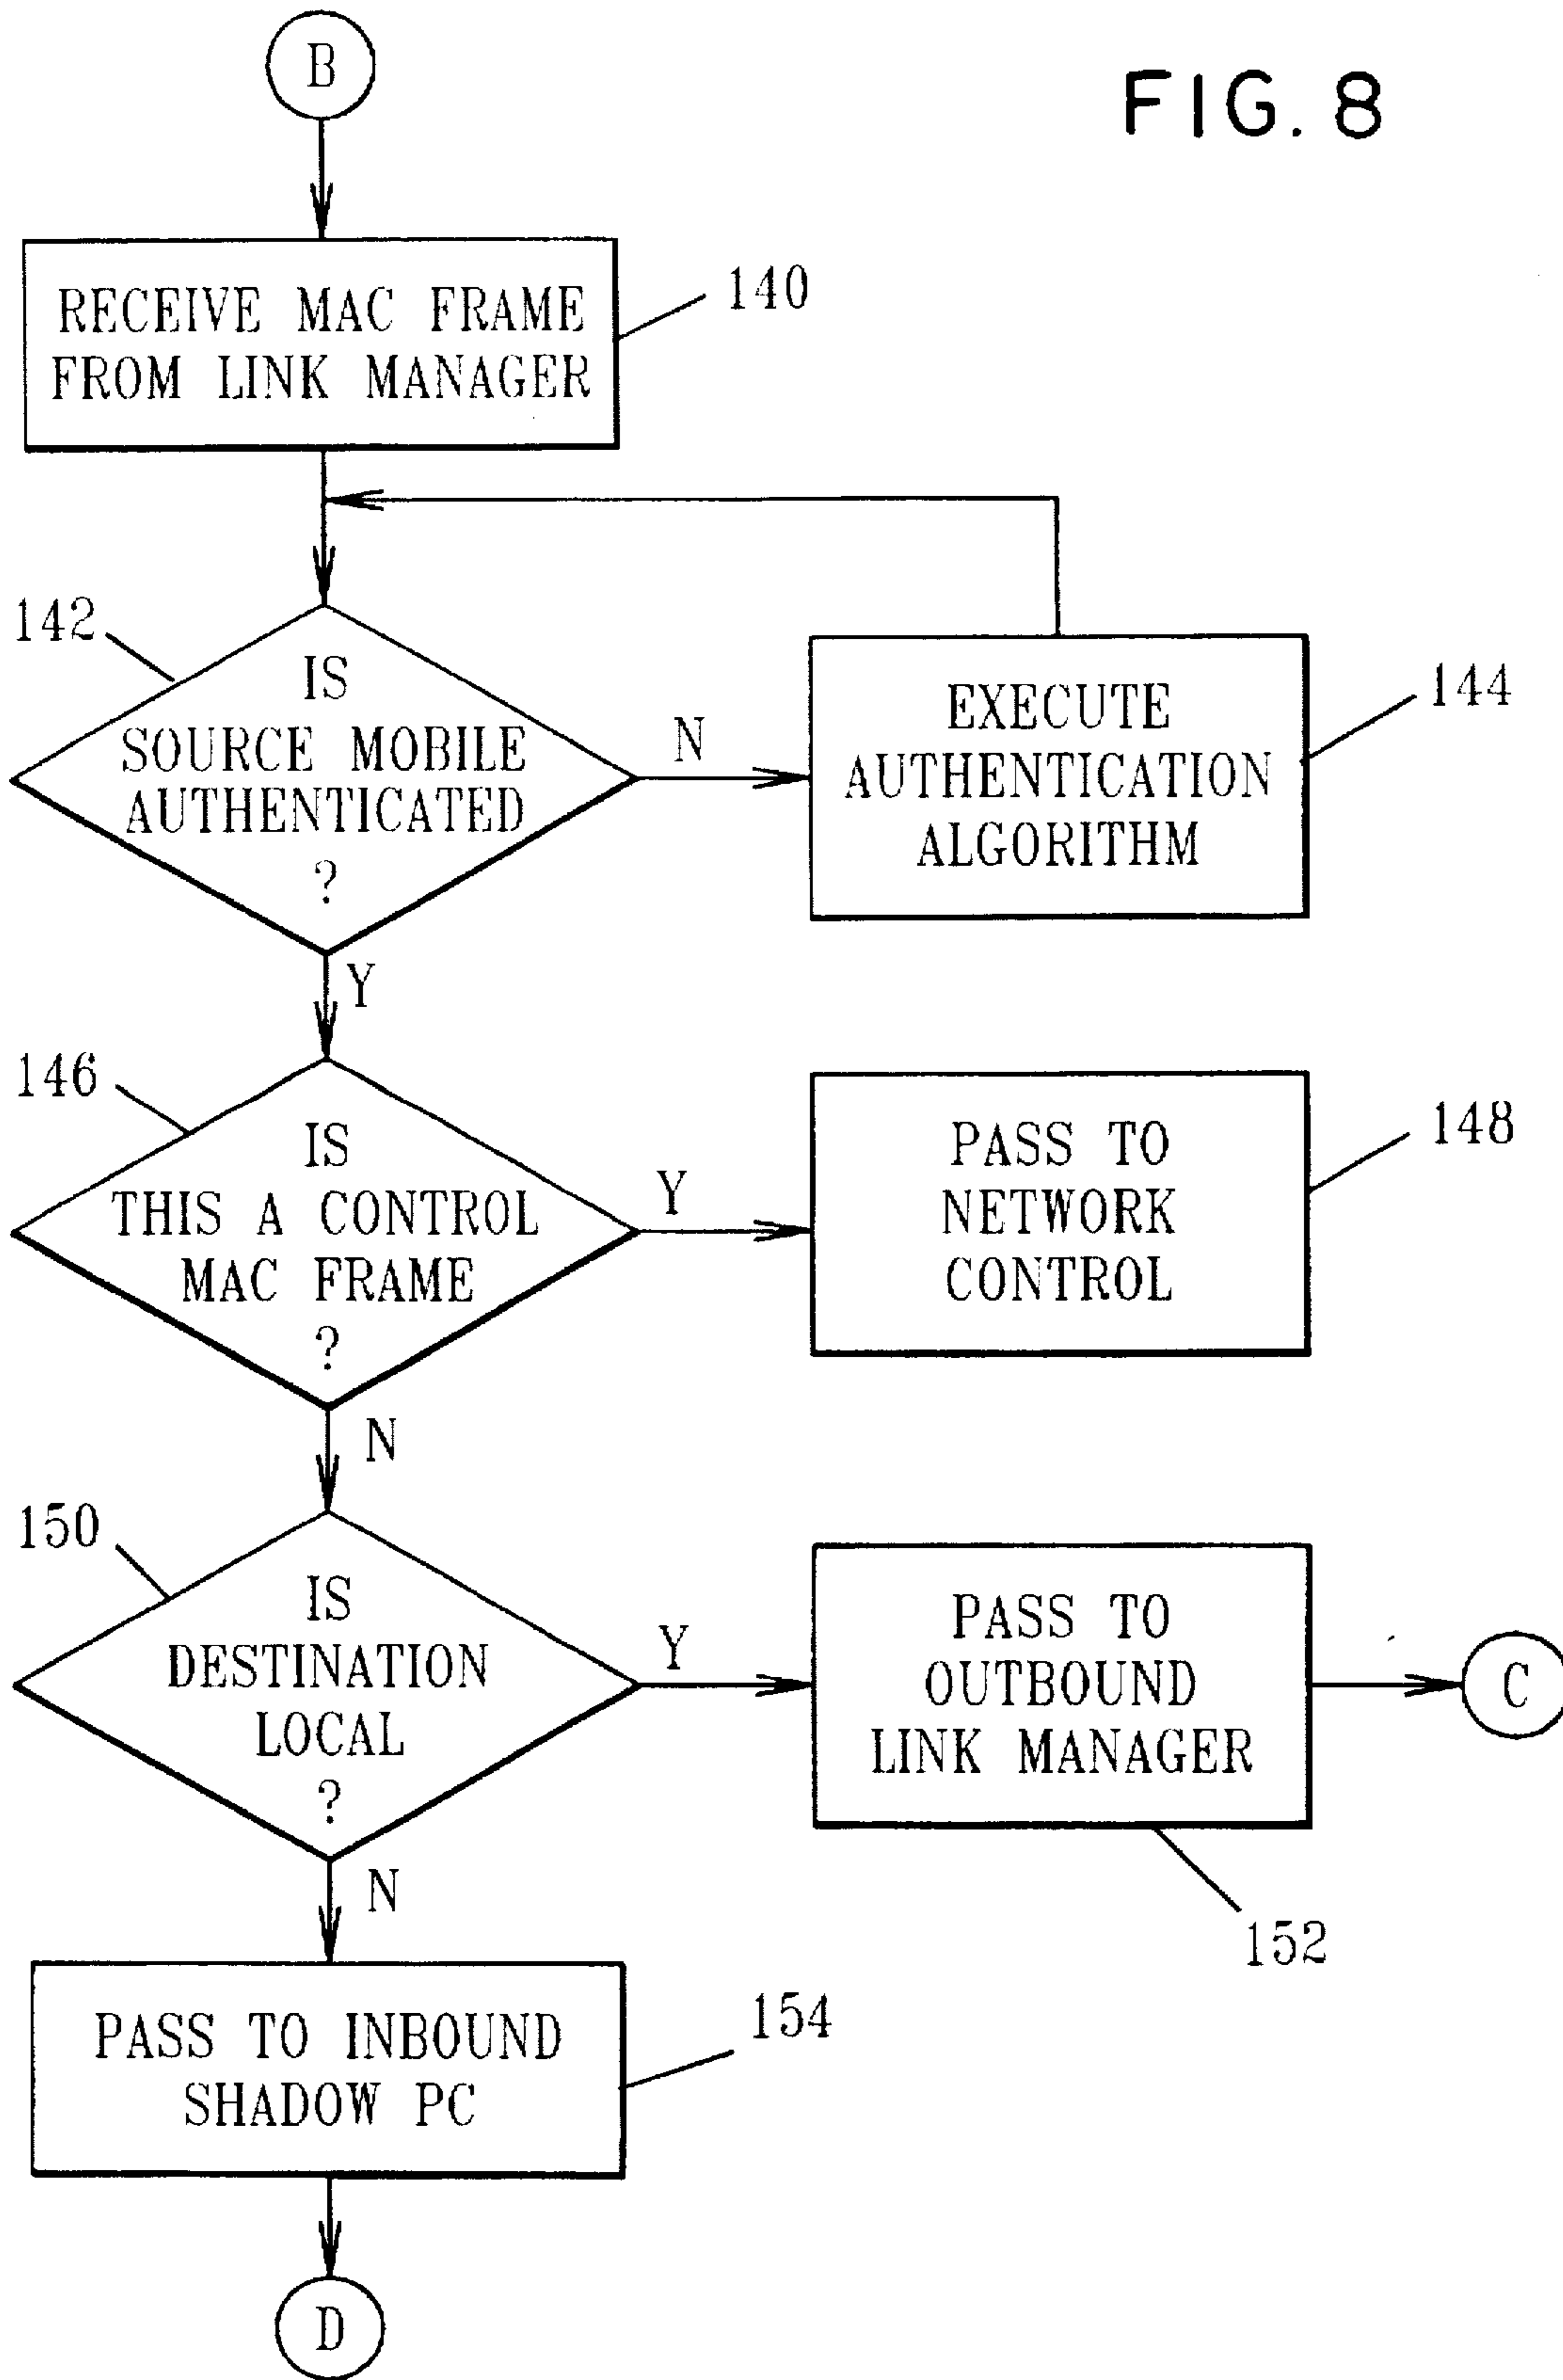 B
FIG. 8
RECEIVE MAC FRAME
FROM LINK MANAGER
140
142
IS
SOURCE MOBILE
AUTHENTICATED
?
N
EXECUTE
AUTHENTICATION
ALGORITHM
144
Y
146
IS
THIS A CONTROL
MAC FRAME
?
Y
PASS TO
NETWORK
CONTROL
148
N
150
IS
DESTINATION
LOCAL
?
Y
PASS TO
OUTBOUND
LINK MANAGER
C
152
N
PASS TO INBOUND
SHADOW PC
154
D